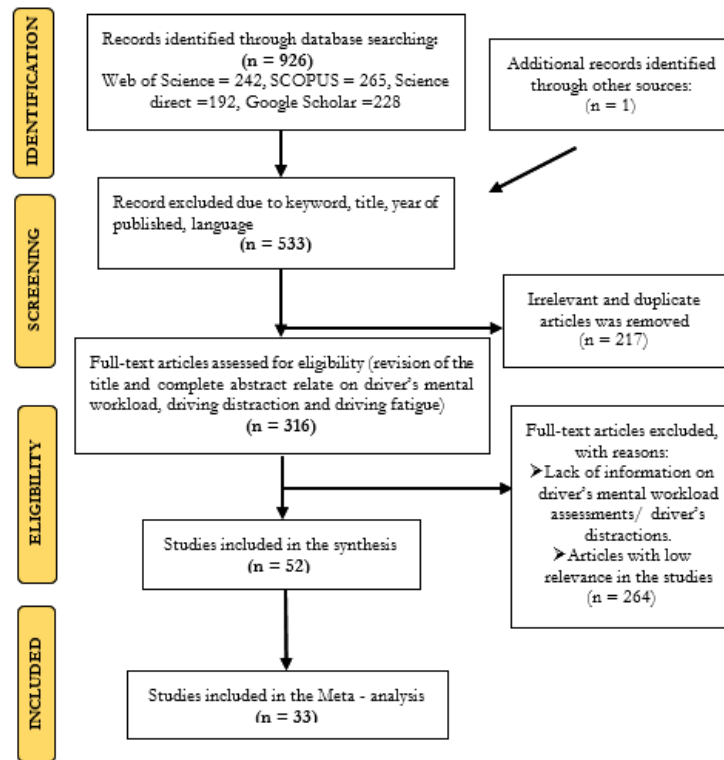 IDENTIFICATION
Records identified through database searching:
(n = 926)
Web of Science = 242, SCOPUS = 265, Science
direct =192, Google Scholar =228
Additional records identified
through other sources:
(n = 1)
SCREENING
Record excluded due to keyword, title, year of
published, language
(n = 533)
Irrelevant and duplicate
articles was removed
(n = 217)
Full-text articles assessed for eligibility (revision of the
title and complete abstract relate on driver's mental
workload, driving distraction and driving fatigue)
(n = 316)
ELIGIBILITY
Full-text articles excluded,
with reasons:
➢Lack of information on
driver's mental workload
assessments/ driver's
distractions.
➢Articles with low
relevance in the studies
(n = 264)
Studies included in the synthesis
(n = 52)
INCLUDED
Studies included in the Meta - analysis
(n = 33)